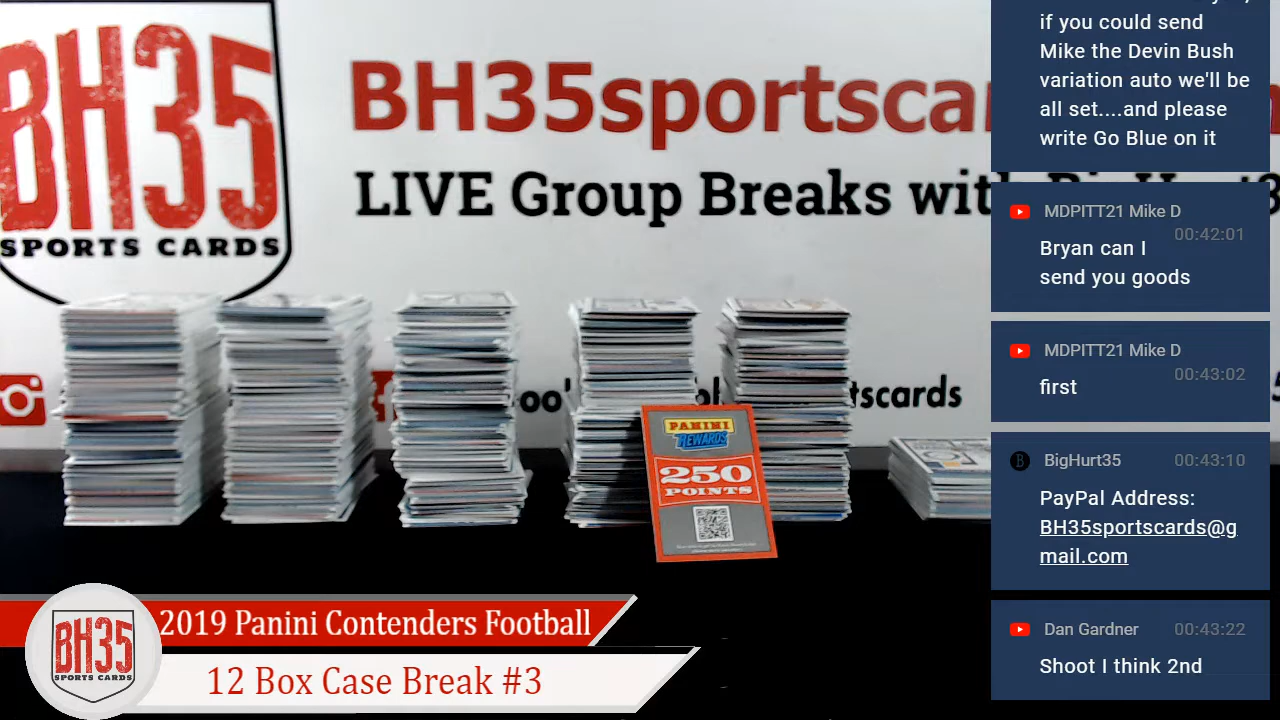 BH35
SPORTS CARDS
BH35sportsca
LIVE Group Breaks with BigHurt3
tscards
PANINI
REWARDS
250
POINTS
2019 Panini Contenders Football
12 Box Case Break #3
BH35
SPORTS CARDS
if you could send
Mike the Devin Bush
variation auto we'll be
all set....and please
write Go Blue on it
MDPITT21 Mike D
00:42:01
Bryan can I
send you goods
MDPITT21 Mike D
00:43:02
first
BigHurt35
00:43:10
PayPal Address:
BH35sportscards@g
mail.com
Dan Gardner
00:43:22
Shoot I think 2nd